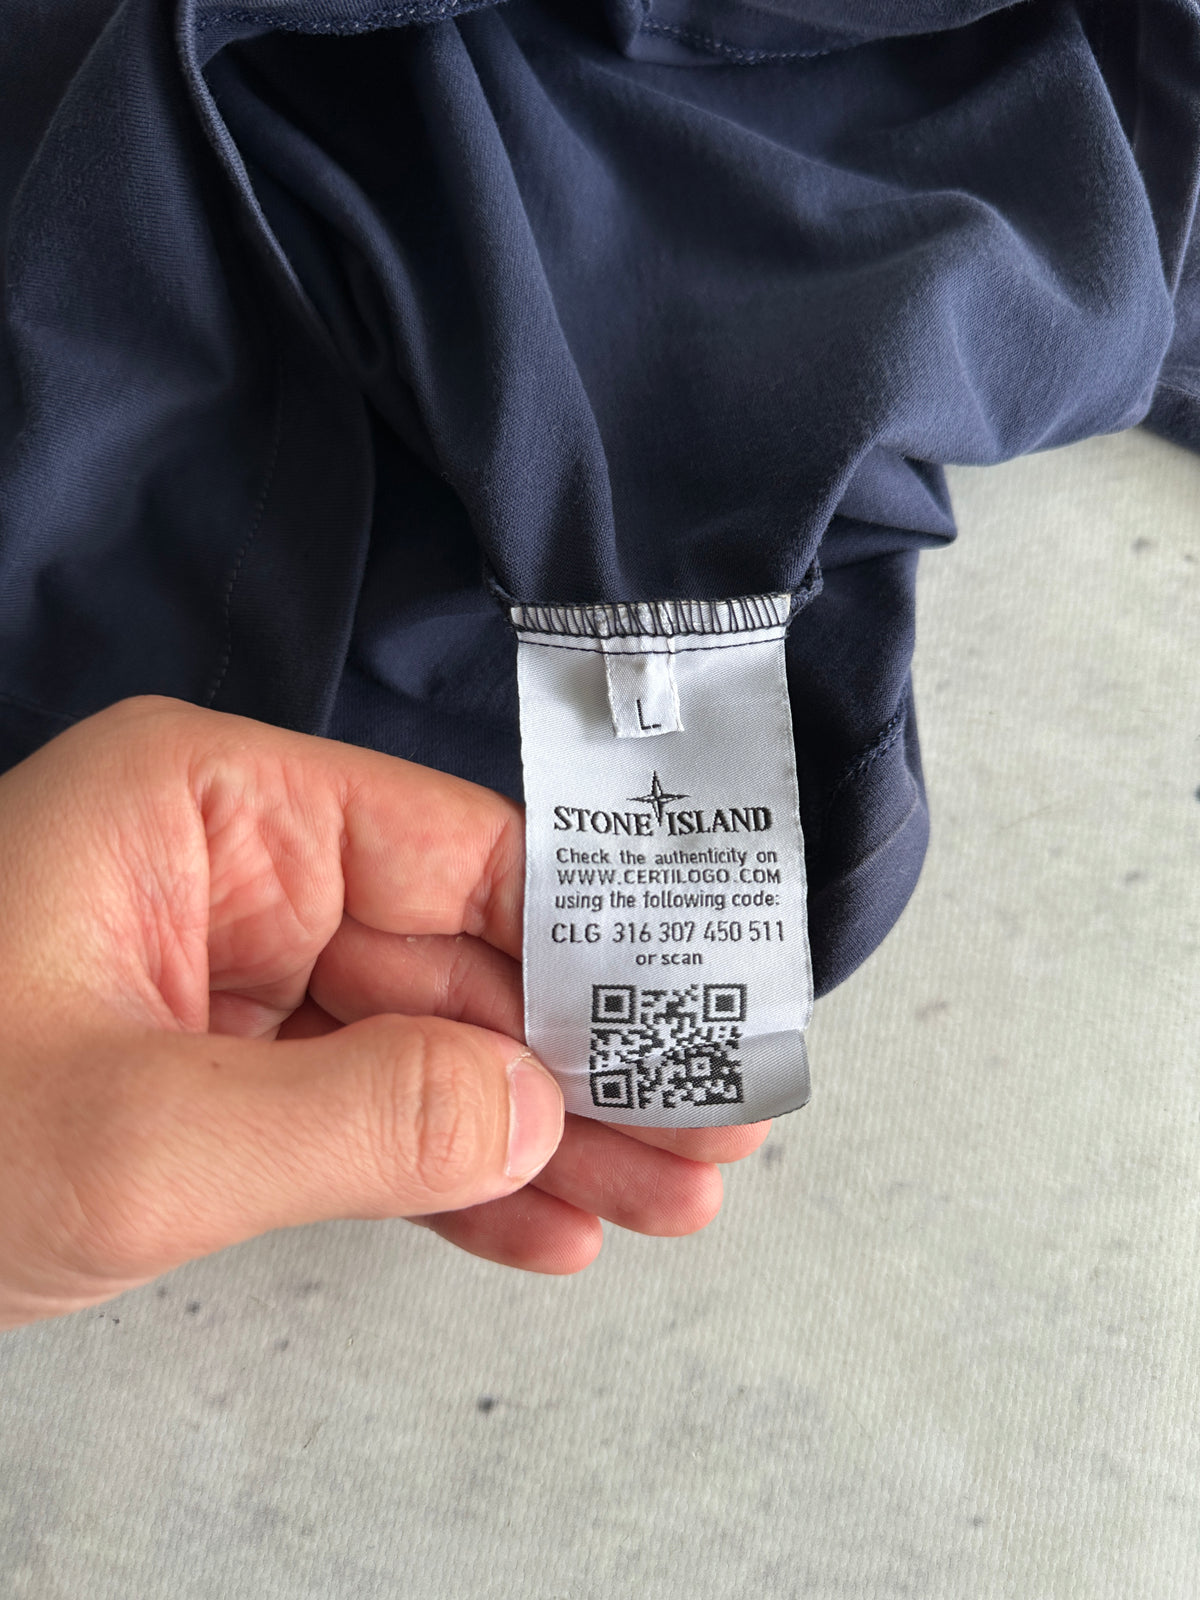 L
STONE ISLAND
Check the authenticity on
WWW.CERTILOGO.COM
using the following code:
CLG 316 307 450 511
or scan